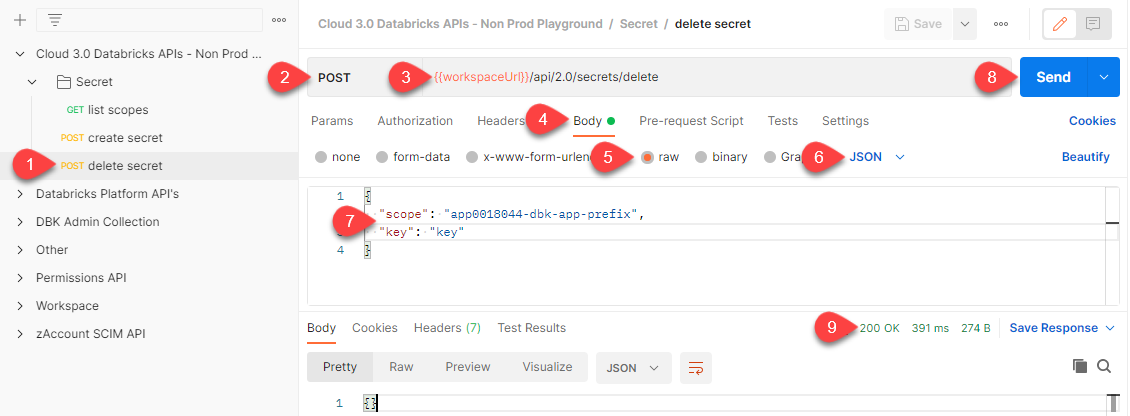 Cloud 3.0 Databricks APIs - Non Prod ...
Secret
GET list scopes
POST create secret
1 POST delete secret
Databricks Platform API's
DBK Admin Collection
Other
Permissions API
Workspace
zAccount SCIM API
Cloud 3.0 Databricks APIs - Non Prod Playground / Secret / delete secret
Save
2 POST 3 {{workspaceUrl}}/api/2.0/secrets/delete 8 Send
Params Authorization Headers 4 Body Pre-request Script Tests Settings Cookies
none form-data x-www-form-urlenc 5 raw binary Gra 6 JSON Beautify
1 {
7 "scope": "app0018044-dbk-app-prefix",
3 "key": "key"
4 }
Body Cookies Headers (7) Test Results 9 200 OK 391 ms 274 B Save Response
Pretty Raw Preview Visualize JSON
1 {}